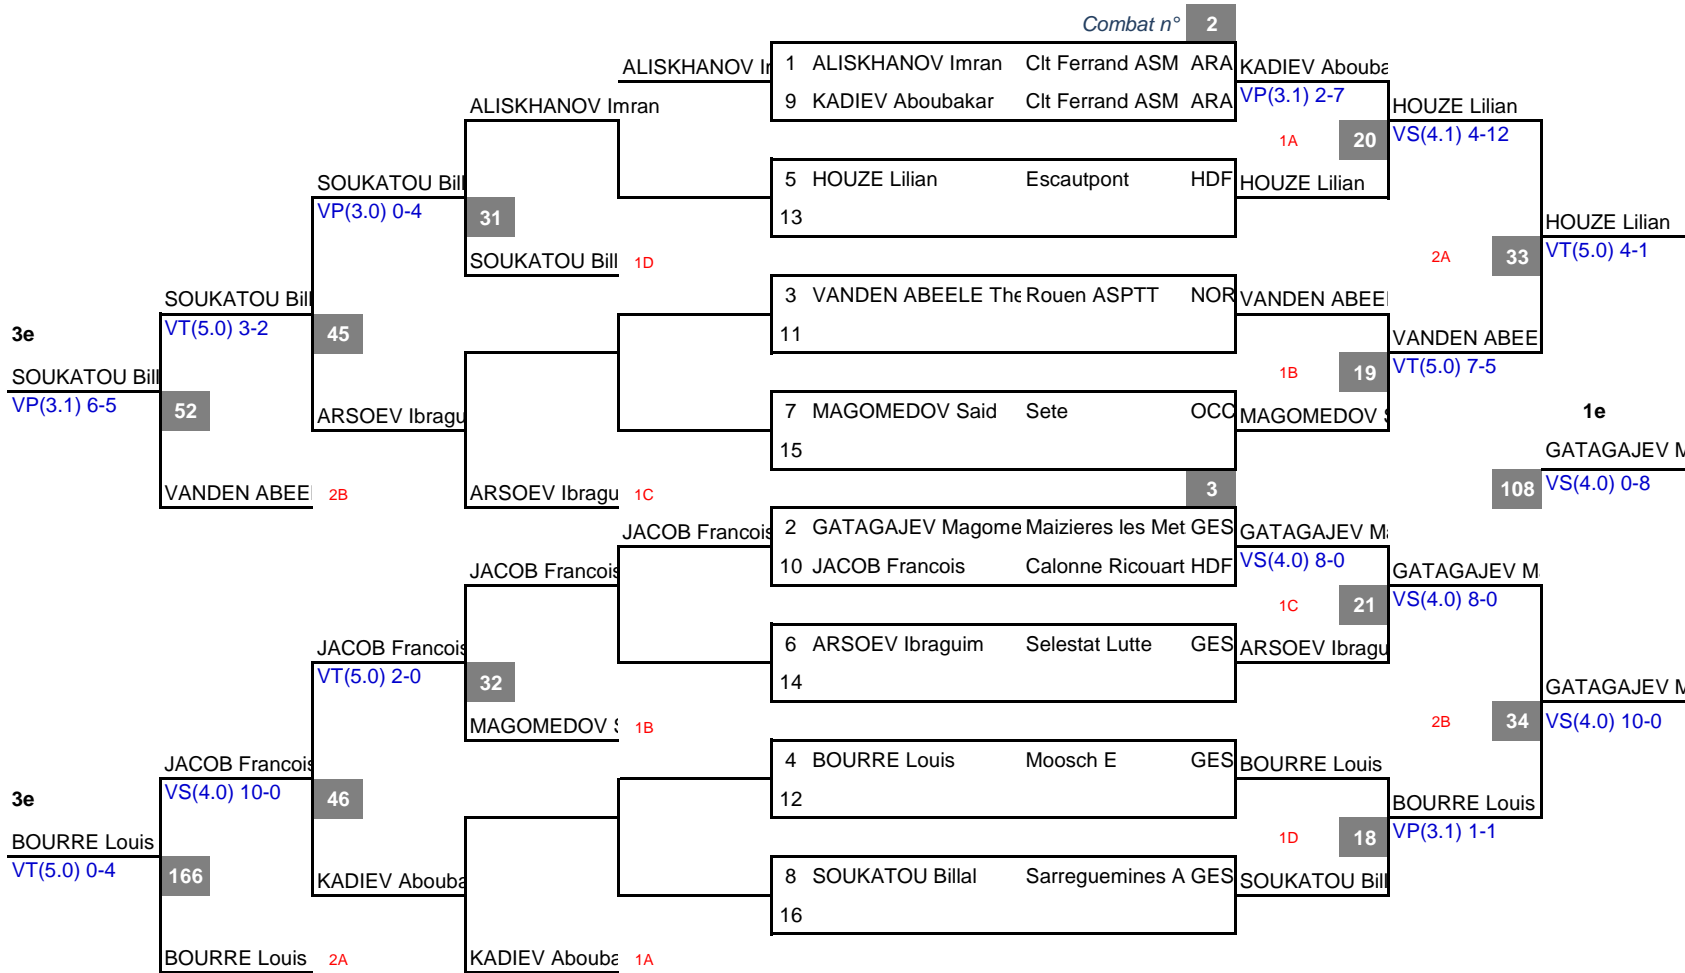 Combat n° 2
ALISKHANOV Ir 1 ALISKHANOV Imran Clt Ferrand ASM ARA KADIEV Abouba
ALISKHANOV Imran 9 KADIEV Aboubakar Clt Ferrand ASM ARA VP(3.1) 2-7 HOUZE Lilian
1A 20 VS(4.1) 4-12
SOUKATOU Bill 5 HOUZE Lilian Escautpont HDF HOUZE Lilian
VP(3.0) 0-4 31 13
HOUZE Lilian
SOUKATOU Bill 1D 2A 33 VT(5.0) 4-1
SOUKATOU Bill 3 VANDEN ABEELE The Rouen ASPTT NOR VANDEN ABEEL
3e VT(5.0) 3-2 45 11 VANDEN ABEE
SOUKATOU Bill 1B 19 VT(5.0) 7-5
VP(3.1) 6-5 52 ARSOEV Ibragu 7 MAGOMEDOV Said Sete OCC MAGOMEDOV S 1e
15 GATAGAJEV M
VANDEN ABEEL 2B ARSOEV Ibragu 1C 3 108 VS(4.0) 0-8
JACOB Francois 2 GATAGAJEV Magome Maizieres les Met GES GATAGAJEV Ma
JACOB Francois 10 JACOB Francois Calonne Ricouart HDF VS(4.0) 8-0 GATAGAJEV M
1C 21 VS(4.0) 8-0
JACOB Francois 6 ARSOEV Ibraguim Selestat Lutte GES ARSOEV Ibragu
VT(5.0) 2-0 32 14 GATAGAJEV M
MAGOMEDOV S 1B 2B 34 VS(4.0) 10-0
JACOB Francois 4 BOURRE Louis Moosch E GES BOURRE Louis
3e VS(4.0) 10-0 46 12 BOURRE Louis
BOURRE Louis 1D 18 VP(3.1) 1-1
VT(5.0) 0-4 166 KADIEV Abouba 8 SOUKATOU Billal Sarreguemines A GES SOUKATOU Bill
16
BOURRE Louis 2A KADIEV Abouba 1A